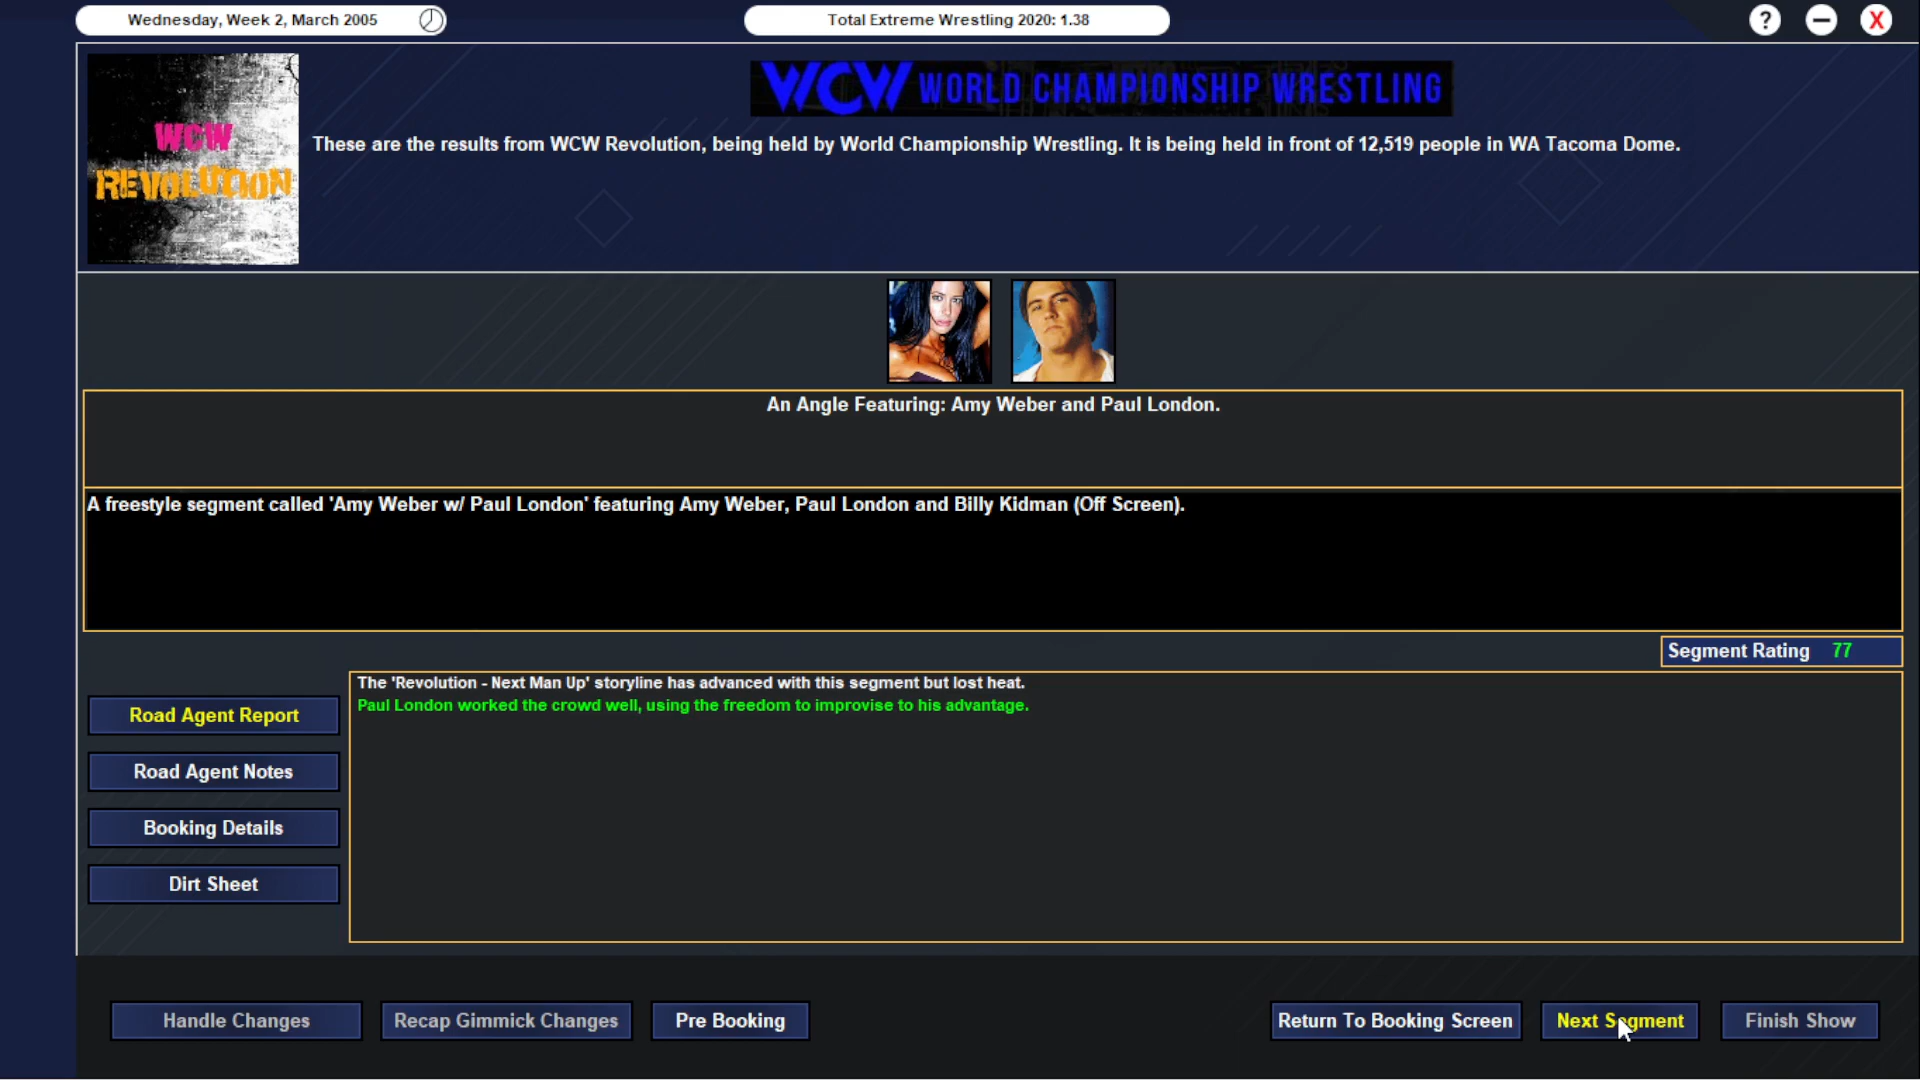 Wednesday, Week 2, March 2005
Total Extreme Wrestling 2020: 1.38
?
X
WCW WORLD CHAMPIONSHIP WRESTLING
WCW
REVOLUTION
These are the results from WCW Revolution, being held by World Championship Wrestling. It is being held in front of 12,519 people in WA Tacoma Dome.
An Angle Featuring: Amy Weber and Paul London.
A freestyle segment called 'Amy Weber w/ Paul London' featuring Amy Weber, Paul London and Billy Kidman (Off Screen).
Segment Rating 77
The 'Revolution - Next Man Up' storyline has advanced with this segment but lost heat.
Paul London worked the crowd well, using the freedom to improvise to his advantage.
Road Agent Report
Road Agent Notes
Booking Details
Dirt Sheet
Handle Changes
Recap Gimmick Changes
Pre Booking
Return To Booking Screen
Next Segment
Finish Show